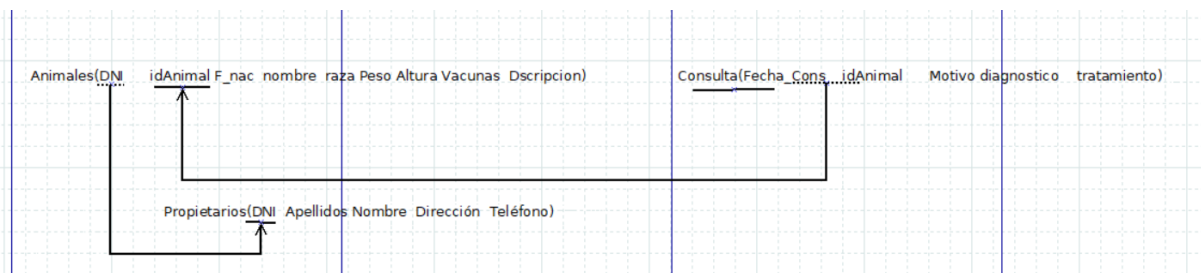 Animales(DNI idAnimal F_nac nombre raza Peso Altura Vacunas Dscripcion)
Consulta(Fecha_Cons idAnimal Motivo diagnostico tratamiento)
Propietarios(DNI Apellidos Nombre Dirección Teléfono)